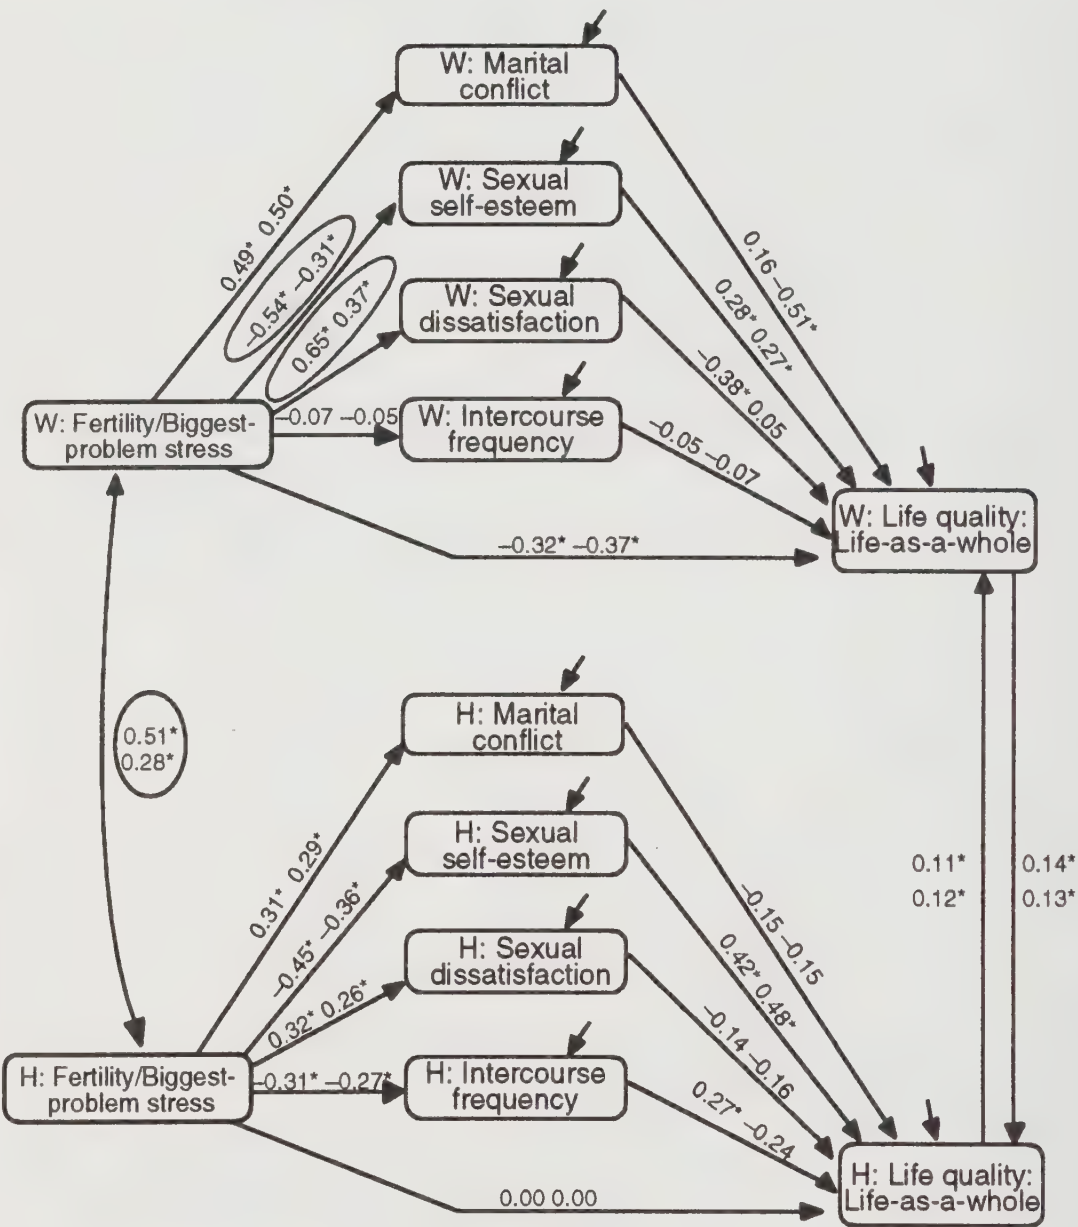 W: Marital
conflict
W: Sexual
self-esteem
0.49* 0.50*
–0.54* –0.31*
W: Sexual
dissatisfaction
0.65* 0.37*
0.16 –0.51*
0.28* 0.27*
–0.38* 0.05
W: Fertility/Biggest-
problem stress
–0.07 –0.05
W: Intercourse
frequency
–0.05 –0.07
W: Life quality:
Life-as-a-whole
–0.32* –0.37*
0.51*
0.28*
H: Marital
conflict
H: Sexual
self-esteem
0.31* 0.29*
–0.45* –0.36*
H: Sexual
dissatisfaction
0.32* 0.26*
–0.15 –0.15
0.42* 0.48*
–0.14 –0.16
0.11*
0.12*
0.14*
0.13*
H: Fertility/Biggest-
problem stress
–0.31* –0.27*
H: Intercourse
frequency
0.27* –0.24
0.00 0.00
H: Life quality:
Life-as-a-whole